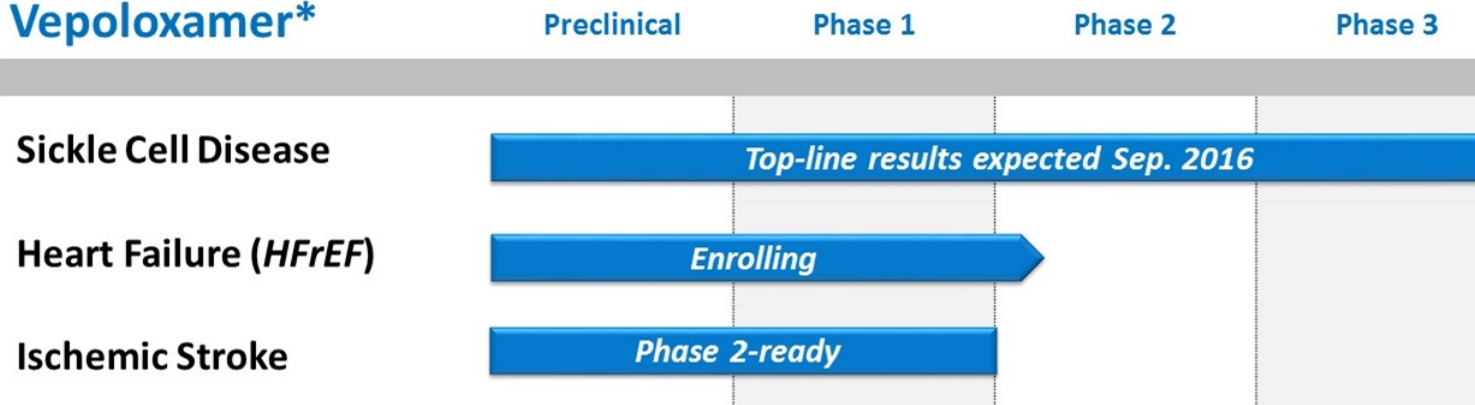 Vepoloxamer* Preclinical Phase 1 Phase 2 Phase 3
Sickle Cell Disease Top-line results expected Sep. 2016
Heart Failure (HFrEF) Enrolling
Ischemic Stroke Phase 2-ready